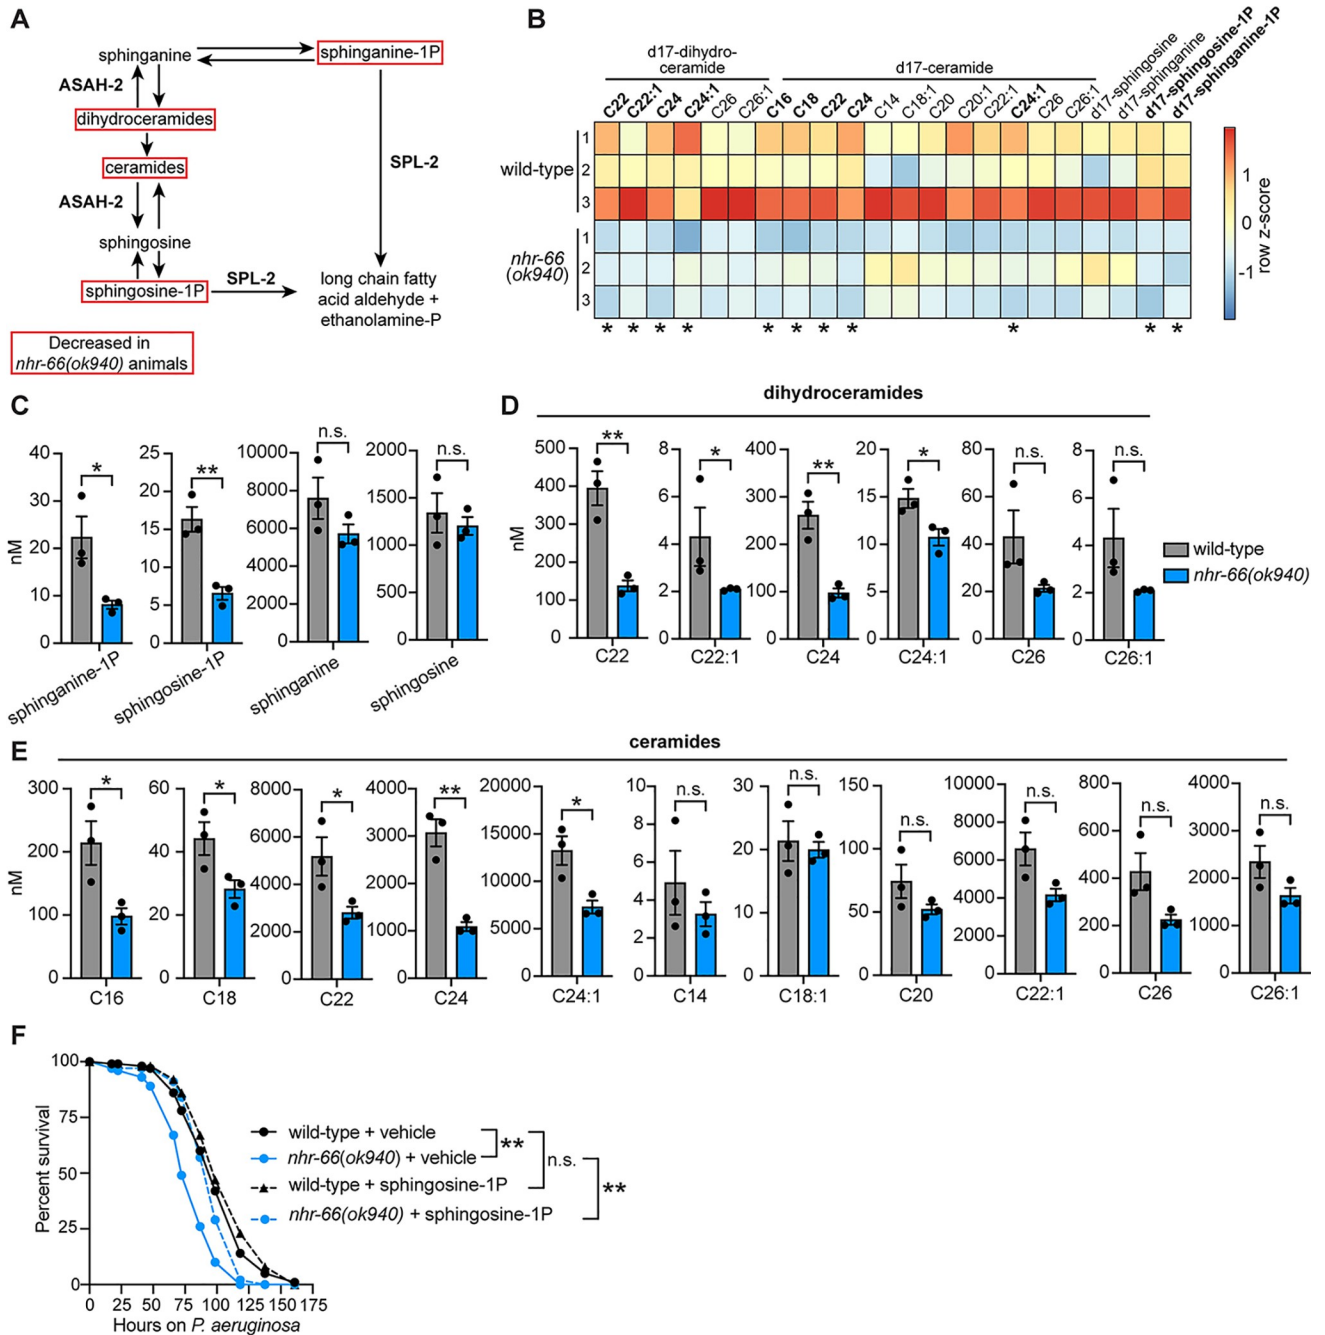 A
sphinganine
sphinganine-1P
ASAH-2
dihydroceramides
ceramides
SPL-2
ASAH-2
sphingosine
SPL-2
sphingosine-1P
long chain fatty
acid aldehyde +
ethanolamine-P
Decreased in
nhr-66(ok940) animals
B
d17-dihydro-
ceramide
d17-ceramide
C22
C22:1
C24
C24:1
C26
C26:1
C16
C18
C22
C24
C14
C18:1
C20
C20:1
C22:1
C24:1
C26
C26:1
d17-sphingosine
d17-sphinganine
d17-sphingosine-1P
d17-sphinganine-1P
wild-type
1
2
3
nhr-66
(ok940)
1
2
3
* * * * * * * * * * *
1
0
-1
row z-score
C
nM
40
30
20
10
0
*
sphinganine-1P
25
20
15
10
5
0
**
sphingosine-1P
10000
8000
6000
4000
2000
0
n.s.
sphinganine
2000
1500
1000
500
0
n.s.
sphingosine
D
dihydroceramides
nM
500
400
300
200
100
0
**
C22
8
6
4
2
0
*
C22:1
400
300
200
100
0
**
C24
20
15
10
5
0
*
C24:1
80
60
40
20
0
n.s.
C26
8
6
4
2
0
n.s.
C26:1
wild-type
nhr-66(ok940)
E
ceramides
nM
300
200
100
0
*
C16
60
40
20
0
*
C18
8000
6000
4000
2000
0
*
C22
4000
3000
2000
1000
0
**
C24
20000
15000
10000
5000
0
*
C24:1
10
8
6
4
2
0
n.s.
C14
30
20
10
0
n.s.
C18:1
150
100
50
0
n.s.
C20
10000
8000
6000
4000
2000
0
n.s.
C22:1
800
600
400
200
0
n.s.
C26
4000
3000
2000
1000
0
n.s.
C26:1
F
Percent survival
100
75
50
25
0
0 25 50 75 100 125 150 175
Hours on P. aeruginosa
wild-type + vehicle
nhr-66(ok940) + vehicle
wild-type + sphingosine-1P
nhr-66(ok940) + sphingosine-1P
**
n.s.
**